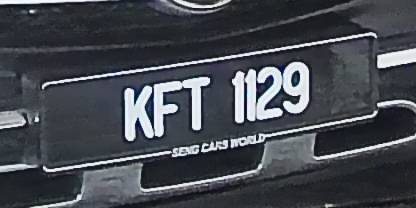 KFT 1129
SENG CARS WORLD